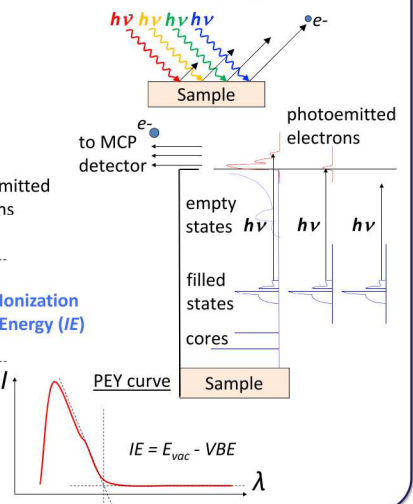 hν hν hν hν
e-
Sample
e-
to MCP
detector
photoemitted
electrons
mitted
ns
empty
states
hν hν hν
filled
states
Ionization
Energy (IE)
cores
I
PEY curve
Sample
IE = Evac - VBE
λ